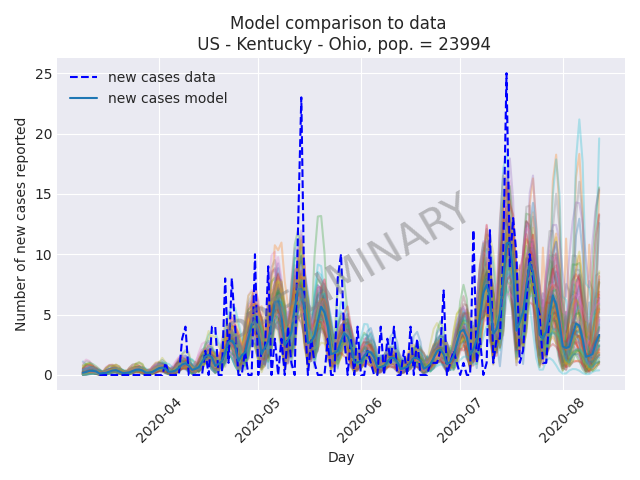 Model comparison to data
US - Kentucky - Ohio, pop. = 23994
new cases data
new cases model
Number of new cases reported
25
20
15
10
5
0
2020-04
2020-05
2020-06
2020-07
2020-08
Day